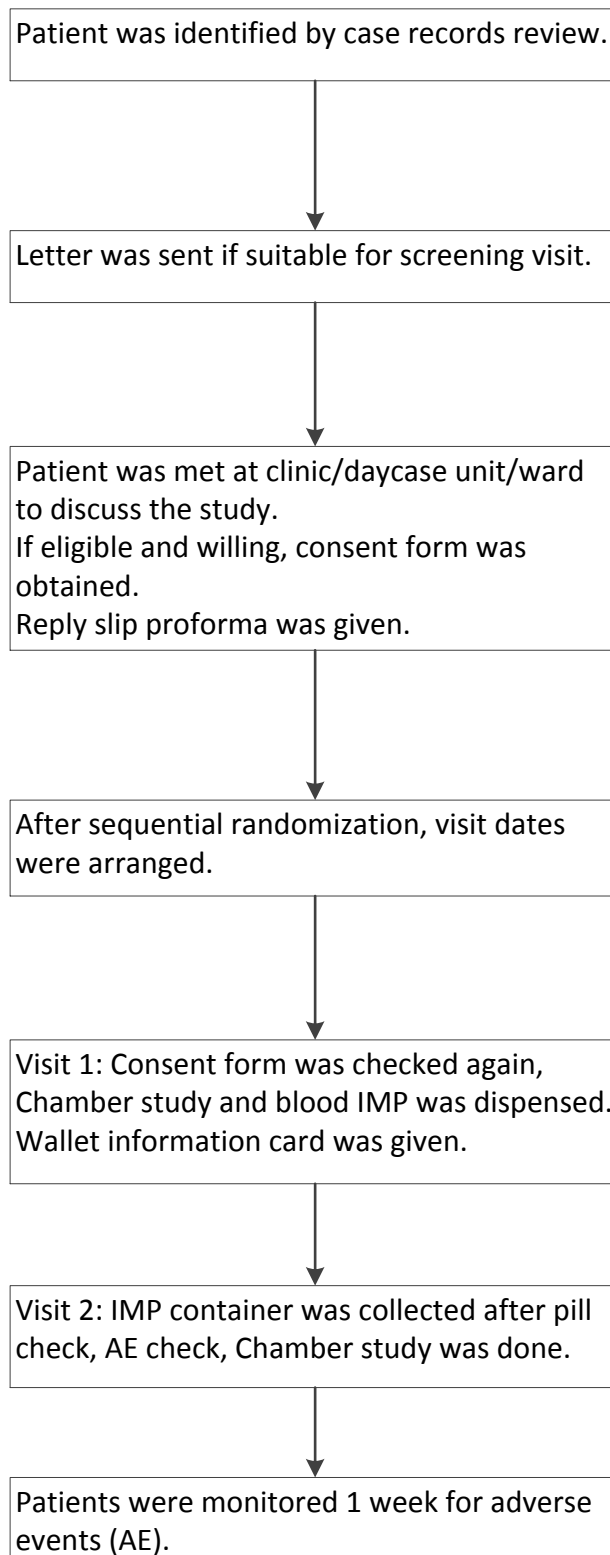 Patient was identified by case records review.
Letter was sent if suitable for screening visit.
Patient was met at clinic/daycase unit/ward
to discuss the study.
If eligible and willing, consent form was
obtained.
Reply slip proforma was given.
After sequential randomization, visit dates
were arranged.
Visit 1: Consent form was checked again,
Chamber study and blood IMP was dispensed.
Wallet information card was given.
Visit 2: IMP container was collected after pill
check, AE check, Chamber study was done.
Patients were monitored 1 week for adverse
events (AE).